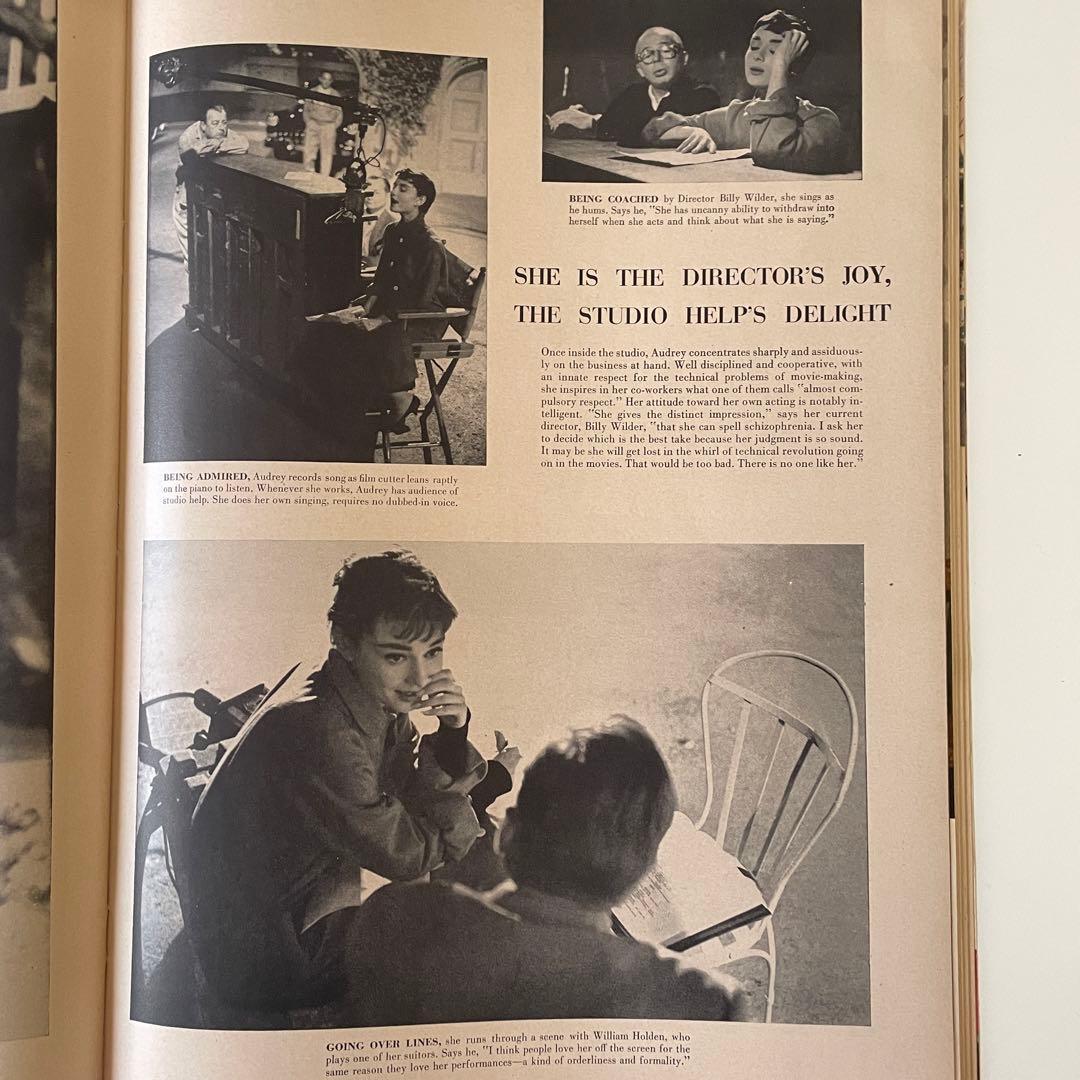 BEING COACHED by Director Billy Wilder, she sings as
he hums. Says he, "She has uncanny ability to withdraw into
herself when she acts and think about what she is saying."
SHE IS THE DIRECTOR'S JOY,
THE STUDIO HELP'S DELIGHT
Once inside the studio, Audrey concentrates sharply and assiduous-
ly on the business at hand. Well disciplined and cooperative, with
an innate respect for the technical problems of movie-making,
she inspires in her co-workers what one of them calls "almost com-
pulsory respect." Her attitude toward her own acting is notably in-
telligent. "She gives the distinct impression," says her current
director, Billy Wilder, "that she can spell schizophrenia. I ask her
to decide which is the best take because her judgment is so sound.
It may be she will get lost in the whirl of technical revolution going
on in the movies. That would be too bad. There is no one like her."
BEING ADMIRED, Audrey records song as film cutter leans raptly
on the piano to listen. Whenever she works, Audrey has audience of
studio help. She does her own singing, requires no dubbed-in voice.
GOING OVER LINES, she runs through a scene with William Holden, who
plays one of her suitors. Says he, "I think people love her off the screen for the
same reason they love her performances—a kind of orderliness and formality."